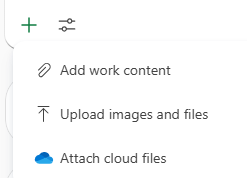 Add work content
Upload images and files
Attach cloud files